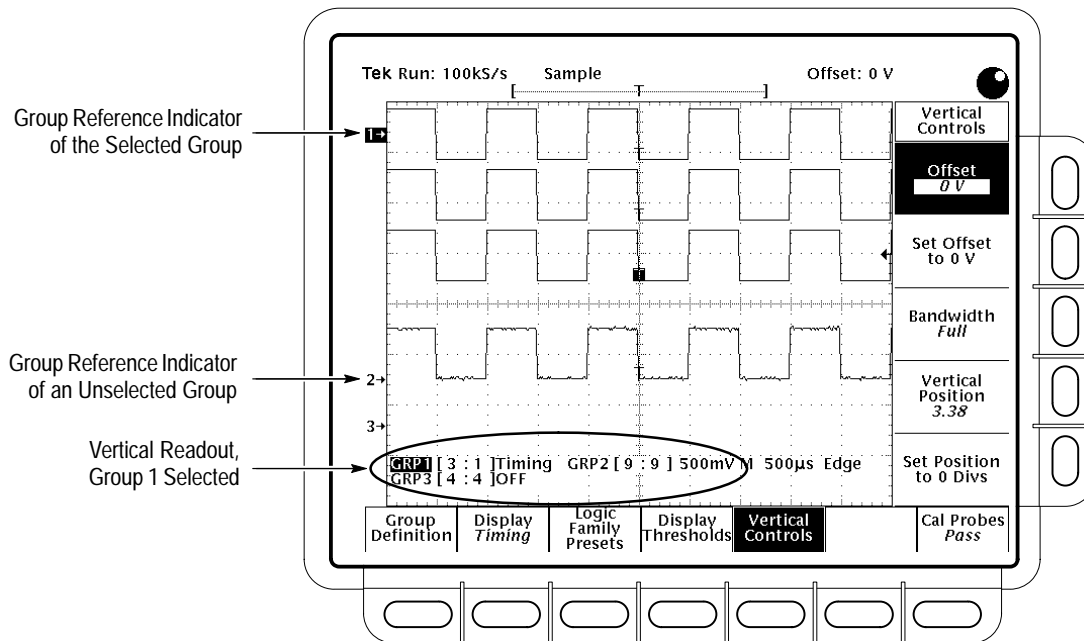 Tek Run: 100kS/s Sample Offset: 0 V
[ T ]
Group Reference Indicator
of the Selected Group
1→
Vertical
Controls
Offset
0 V
Set Offset
to 0 V
T
Bandwidth
Full
Group Reference Indicator
of an Unselected Group
2→
Vertical
Position
3.38
3→
Vertical Readout,
Group 1 Selected
GRP1 [ 3 : 1 ]Timing GRP2 [ 9 : 9 ] 500mV M 500µs Edge
GRP3 [ 4 : 4 ]OFF
Set Position
to 0 Divs
Group
Definition
Display
Timing
Logic
Family
Presets
Display
Thresholds
Vertical
Controls
Cal Probes
Pass